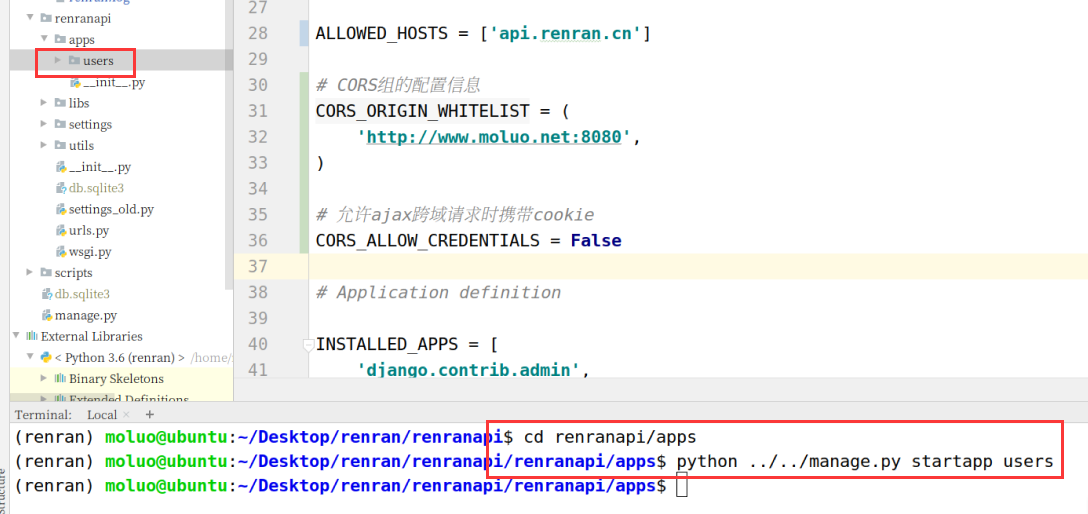 renran.log
renranapi
apps
users
__init__.py
libs
settings
utils
__init__.py
db.sqlite3
settings_old.py
urls.py
wsgi.py
scripts
db.sqlite3
manage.py
External Libraries
< Python 3.6 (renran) > /home/
Binary Skeletons
Extended Definitions
27
28 ALLOWED_HOSTS = ['api.renran.cn']
29
30 # CORS组的配置信息
31 CORS_ORIGIN_WHITELIST = (
32 'http://www.moluo.net:8080',
33 )
34
35 # 允许ajax跨域请求时携带cookie
36 CORS_ALLOW_CREDENTIALS = False
37
38 # Application definition
39
40 INSTALLED_APPS = [
41 'django.contrib.admin',
Terminal: Local × +
(renran) moluo@ubuntu:~/Desktop/renran/renranapi$ cd renranapi/apps
(renran) moluo@ubuntu:~/Desktop/renran/renranapi/renranapi/apps$ python ../../manage.py startapp users
(renran) moluo@ubuntu:~/Desktop/renran/renranapi/renranapi/apps$
Structure